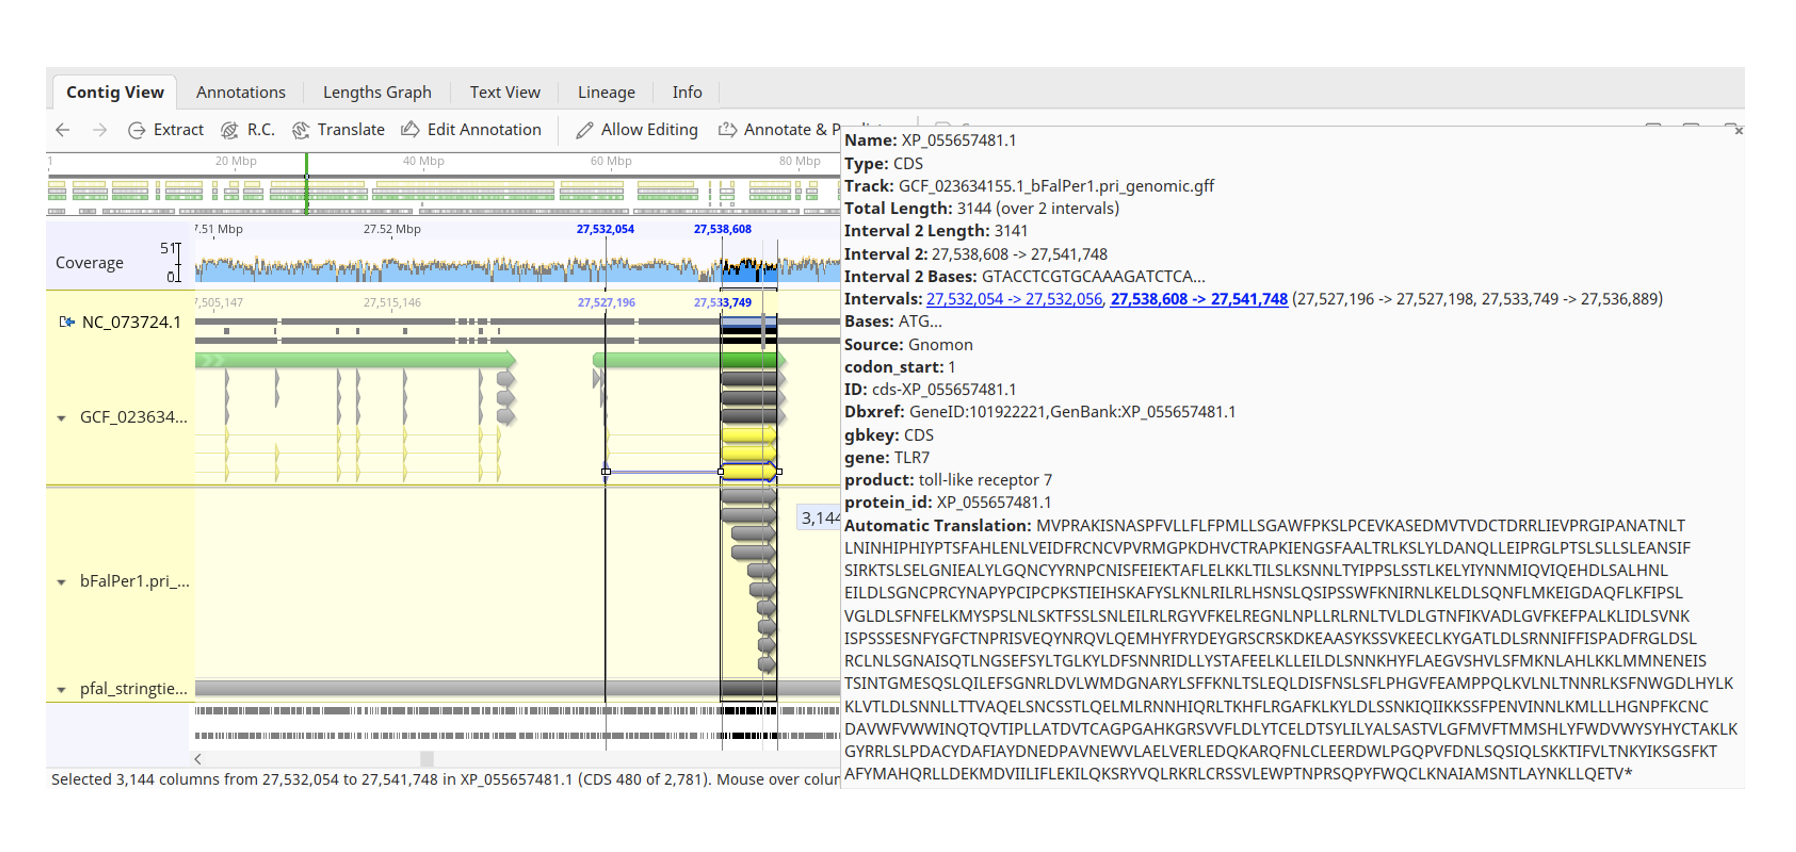 Contig View Annotations Lengths Graph Text View Lineage Info
Extract R.C. Translate Edit Annotation Allow Editing Annotate & P
1 20 Mbp 40 Mbp 60 Mbp 80 Mbp
7.51 Mbp 27.52 Mbp 27,532,054 27,538,608
51
Coverage
0
7,505,147 27,515,146 27,527,196 27,533,749
NC_073724.1
GCF_023634...
3,144
bFalPer1.pri_...
pfal_stringtie...
Selected 3,144 columns from 27,532,054 to 27,541,748 in XP_055657481.1 (CDS 480 of 2,781). Mouse over colu
Name: XP_055657481.1
Type: CDS
Track: GCF_023634155.1_bFalPer1.pri_genomic.gff
Total Length: 3144 (over 2 intervals)
Interval 2 Length: 3141
Interval 2: 27,538,608 -> 27,541,748
Interval 2 Bases: GTACCTCGTGCAAAGATCTCA...
Intervals: 27,532,054 -> 27,532,056, 27,538,608 -> 27,541,748 (27,527,196 -> 27,527,198, 27,533,749 -> 27,536,889)
Bases: ATG...
Source: Gnomon
codon_start: 1
ID: cds-XP_055657481.1
Dbxref: GeneID:101922221,GenBank:XP_055657481.1
gbkey: CDS
gene: TLR7
product: toll-like receptor 7
protein_id: XP_055657481.1
Automatic Translation: MVPRAKISNASPFVLLFLFPMLLSGAWFPKSLPCEVKASEDMVTVDCTDRRLIEVPRGIPANATNLT
LNINHIPHIYPTSFAHLENLVEIDFRCNCVPVRMGPKDHVCTRAPKIENGSFAALTRLKSLYLDANQLLEIPRGLPTSLSLLSLEANSIF
SIRKTSLSELGNIEALYLGQNCYYRNPCNISFEIEKTAFLELKKLTILSLKSNNLTYIPPSLSSTLKELYIYNNMIQVIQEHDLSALHNL
EILDLSGNCPRCYNAPYPCIPCPKSTIEIHSKAFYSLKNLRILRLHSNSLQSIPSSWFKNIRNLKELDLSQNFLMKEIGDAQFLKFIPSL
VGLDLSFNFELKMYSPSLNLSKTFSSLSNLEILRLRGYVFKELREGNLNPLLRLRNLTVLDLGTNFIKVADLGVFKEFPALKLIDLSVNK
ISPSSSESNFYGFCTNPRISVEQYNRQVLQEMHYFRYDEYGRSCRSKDKEAASYKSSVKEECLKYGATLDLSRNNIFFISPADFRGLDSL
RCLNLSGNAISQTLNGSEFSYLTGLKYLDFSNNRIDLLYSTAFEELKLLEILDLSNNKHYFLAEGVSHVLSFMKNLAHLKKLMMNENEIS
TSINTGMESQSLQILEFSGNRLDVLWMDGNARYLSFFKNLTSLEQLDISFNSLSFLPHGVFEAMPPQLKVLNLTNNRLKSFNWGDLHYLK
KLVTLDLSNNLLTTVAQELSNCSSTLQELMLRNNHIQRLTKHFLRGAFKLKYLDLSSNKIQIIKKSSFPENVINNLKMLLLHGNPFKCNC
DAVWFVWWINQTQVTIPLLATDVTCAGPGAHKGRSVVFLDLYTCELDTSYLILYALSASTVLGFMVFTMMSHLYFWDVWYSYHYCTAKLK
GYRRLSLPDACYDAFIAYDNEDPAVNEWVLAELVERLEDQKARQFNLCLEERDWLPGQPVFDNLSQSIQLSKKTIFVLTNKYIKSGSFKT
AFYMAHQRLLDEKMDVIILIFLEKILQKSRYVQLRKRLCRSSVLEWPTNPRSQPYFWQCLKNAIAMSNTLAYNKLLQETV*